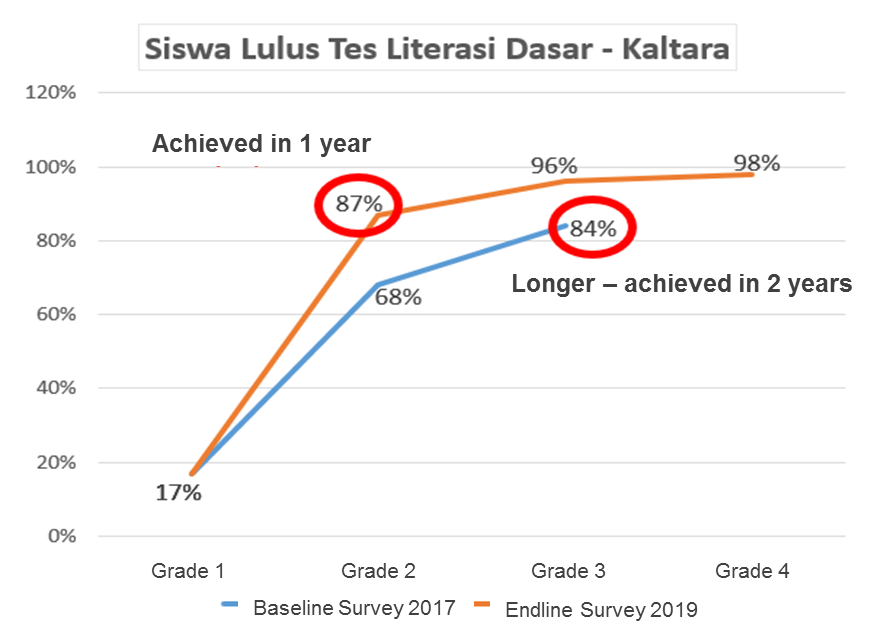 Siswa Lulus Tes Literasi Dasar - Kaltara
120%
Achieved in 1 year
100%
96%
98%
87%
80%
84%
Longer – achieved in 2 years
68%
60%
40%
20%
17%
0%
Grade 1 Grade 2 Grade 3 Grade 4
Baseline Survey 2017 Endline Survey 2019